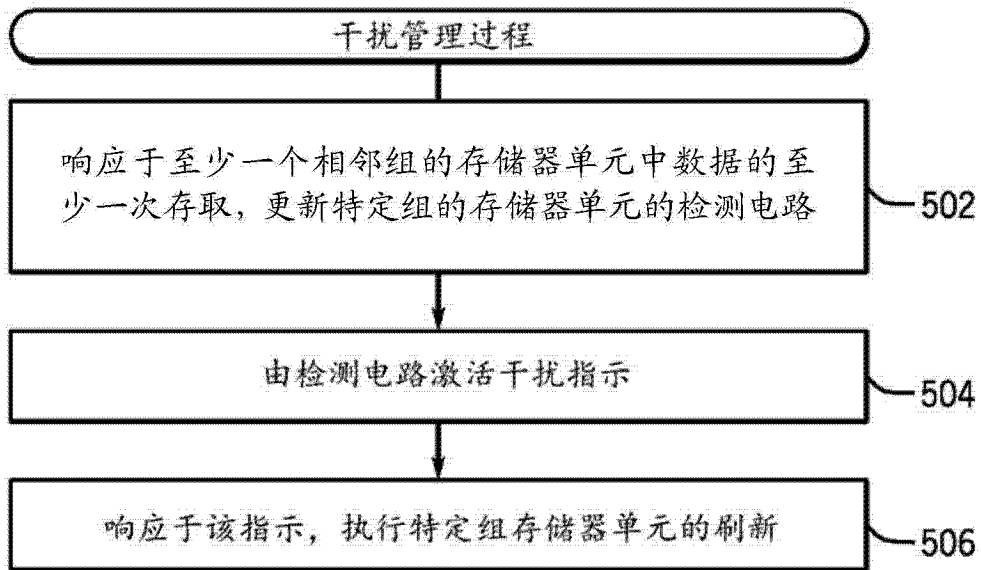 干扰管理过程
响应于至少一个相邻组的存储器单元中数据的至
少一次存取，更新特定组的存储器单元的检测电路
502
由检测电路激活干扰指示
504
响应于该指示，执行特定组存储器单元的刷新
506